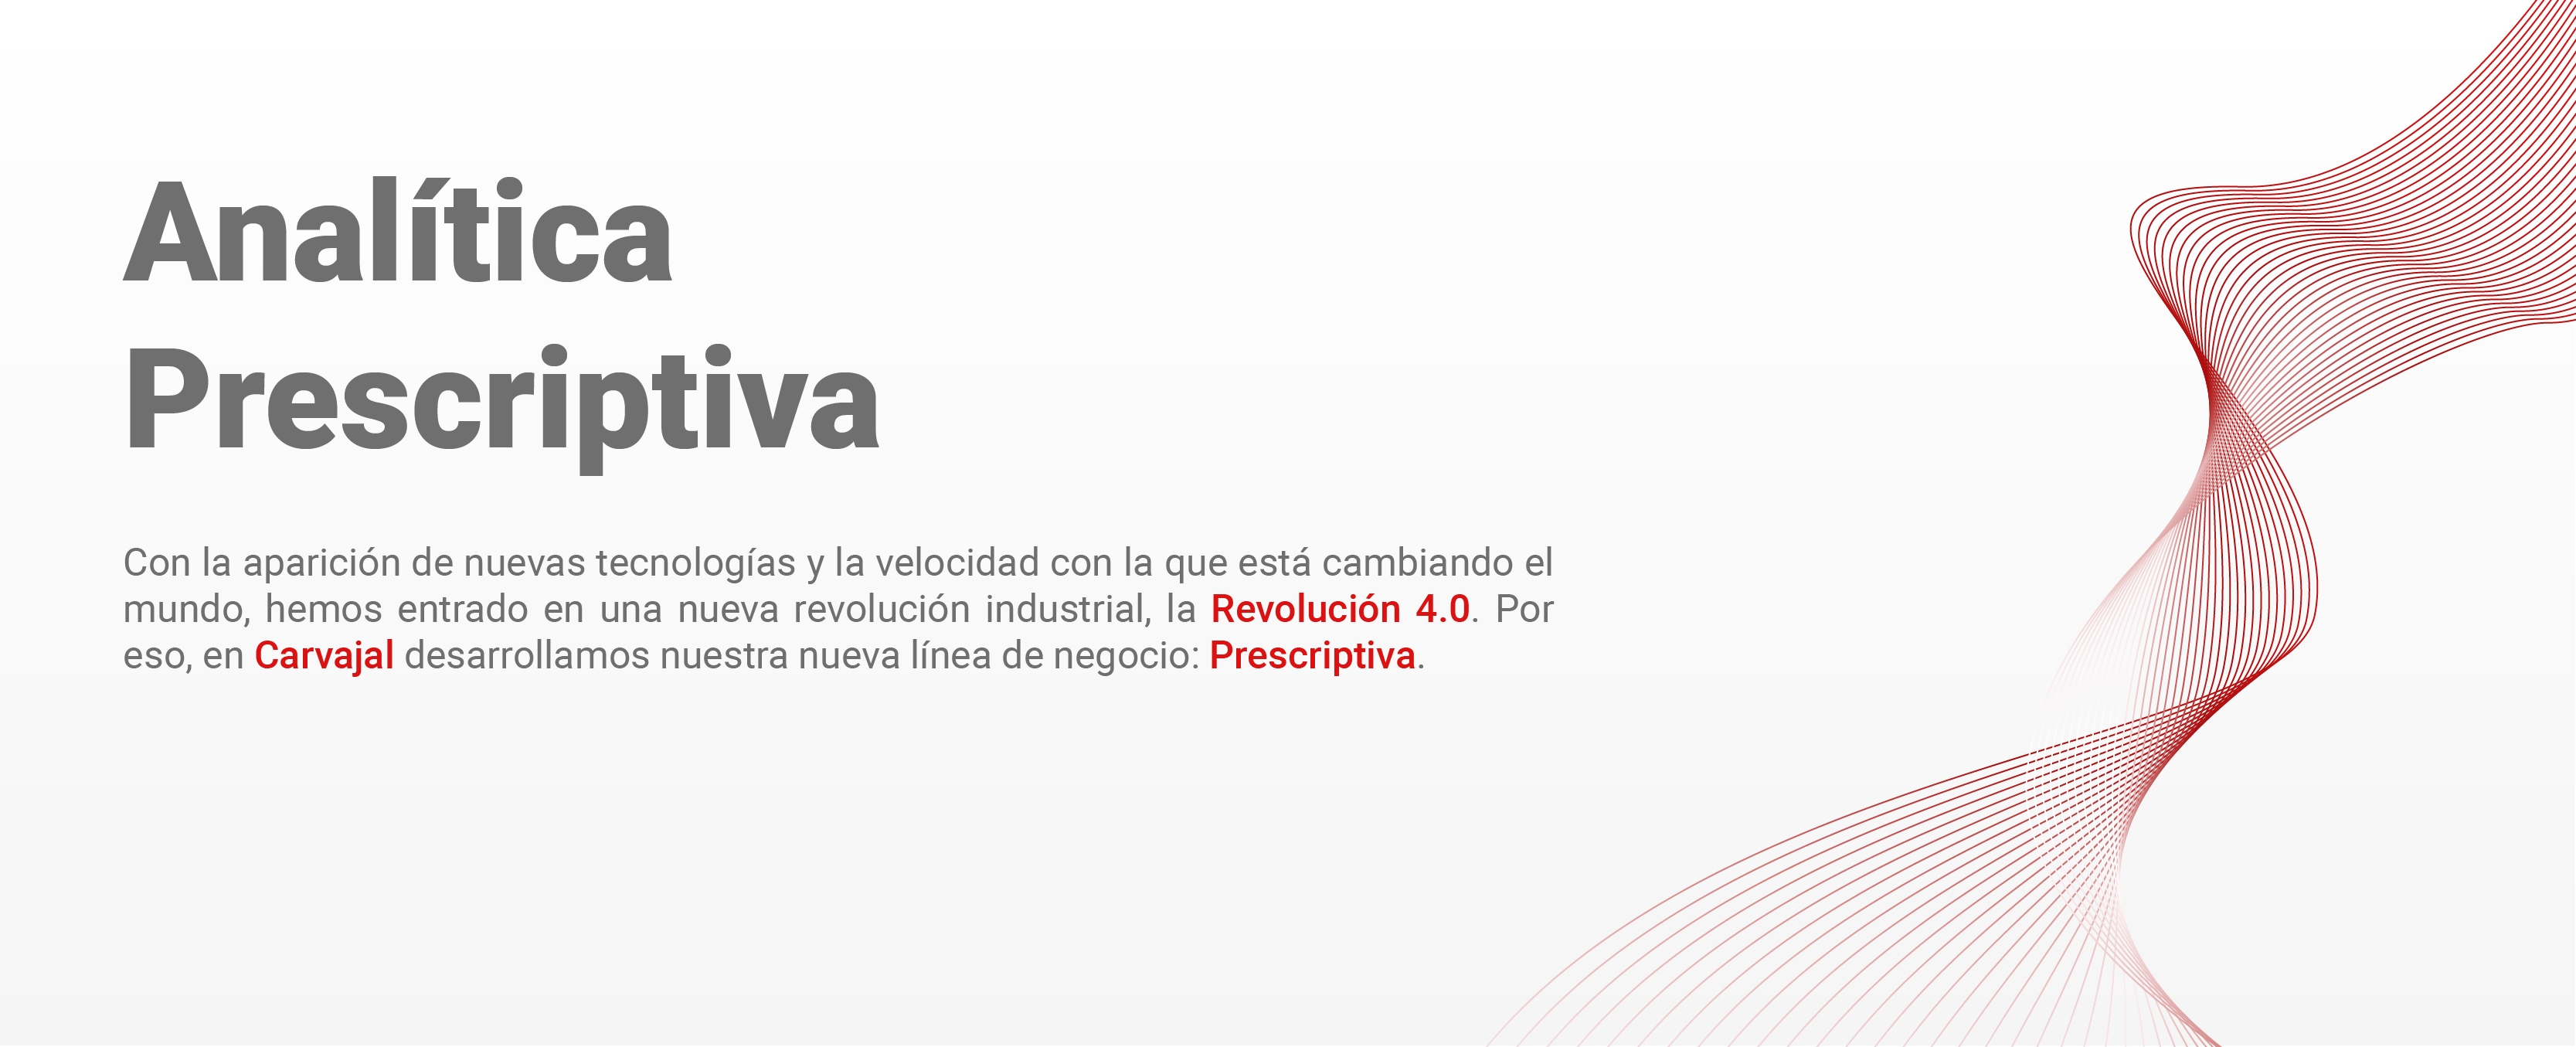 Analítica
Prescriptiva
Con la aparición de nuevas tecnologías y la velocidad con la que está cambiando el
mundo, hemos entrado en una nueva revolución industrial, la Revolución 4.0. Por
eso, en Carvajal desarrollamos nuestra nueva línea de negocio: Prescriptiva.